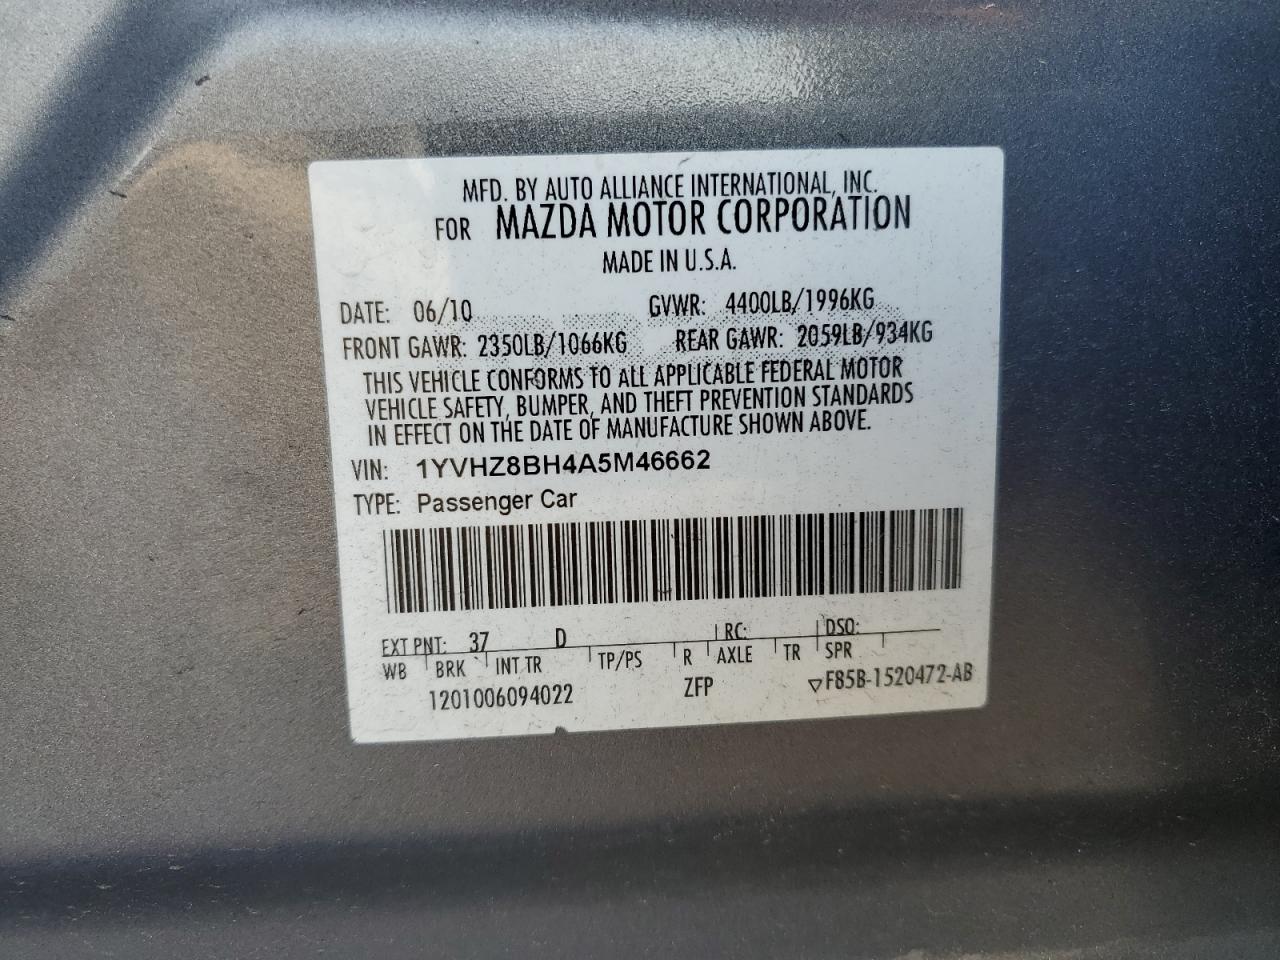 MFD. BY AUTO ALLIANCE INTERNATIONAL, INC.
FOR MAZDA MOTOR CORPORATION
MADE IN U.S.A.
DATE: 06/10 GVWR: 4400LB/1996KG
FRONT GAWR: 2350LB/1066KG REAR GAWR: 2059LB/934KG
THIS VEHICLE CONFORMS TO ALL APPLICABLE FEDERAL MOTOR
VEHICLE SAFETY, BUMPER, AND THEFT PREVENTION STANDARDS
IN EFFECT ON THE DATE OF MANUFACTURE SHOWN ABOVE.
VIN: 1YVHZ8BH4A5M46662
TYPE: Passenger Car
EXT PNT: 37 D RC: DSO:
WB BRK INT TR TP/PS R AXLE TR SPR
1201006094022 ZFP ▽F85B-1520472-AB